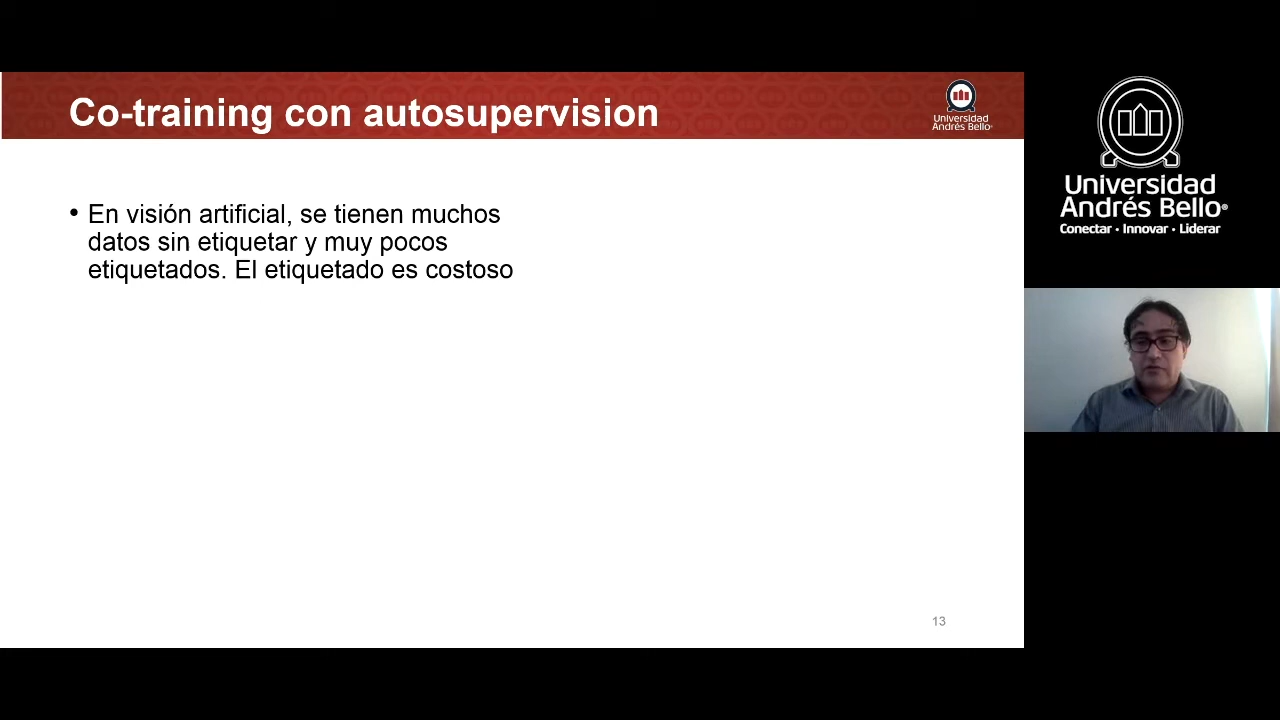 Co-training con autosupervision
Universidad
Andrés Bello®
• En visión artificial, se tienen muchos
datos sin etiquetar y muy pocos
etiquetados. El etiquetado es costoso
13
Universidad
Andrés Bello®
Conectar • Innovar • Liderar